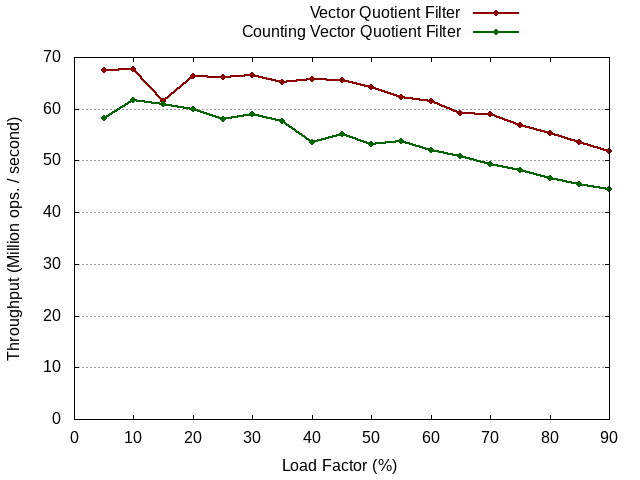 Vector Quotient Filter
Counting Vector Quotient Filter
70
60
50
40
30
20
10
0
Throughput (Million ops. / second)
0 10 20 30 40 50 60 70 80 90
Load Factor (%)